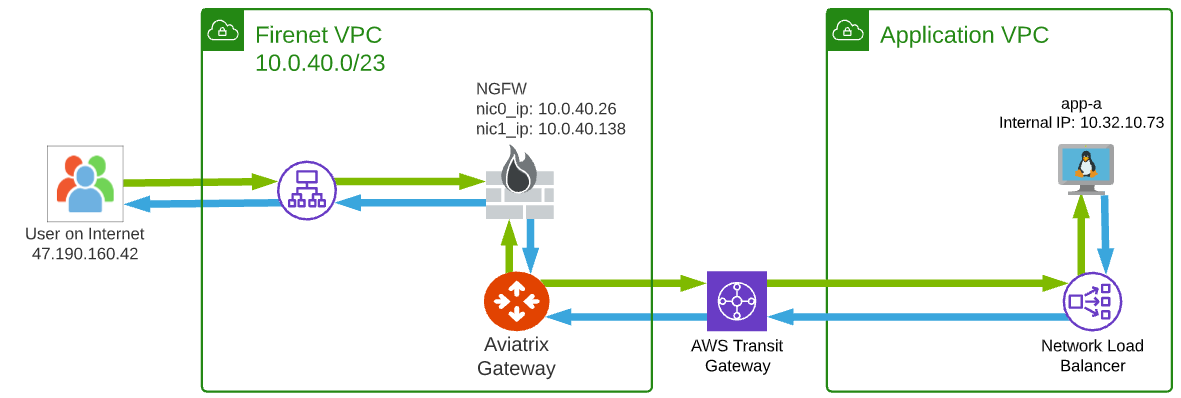 Firenet VPC
10.0.40.0/23
Application VPC
NGFW
nic0_ip: 10.0.40.26
nic1_ip: 10.0.40.138
app-a
Internal IP: 10.32.10.73
User on Internet
47.190.160.42
Aviatrix
Gateway
AWS Transit
Gateway
Network Load
Balancer